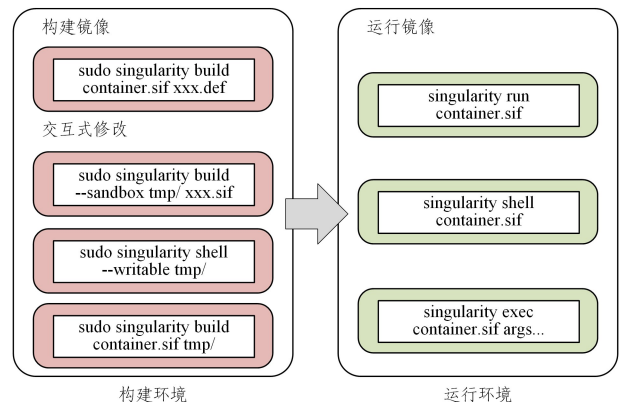 构建镜像
sudo singularity build
container.sif xxx.def
交互式修改
sudo singularity build
--sandbox tmp/ xxx.sif
sudo singularity shell
--writable tmp/
sudo singularity build
container.sif tmp/
构建环境
运行镜像
singularity run
container.sif
singularity shell
container.sif
singularity exec
container.sif args...
运行环境